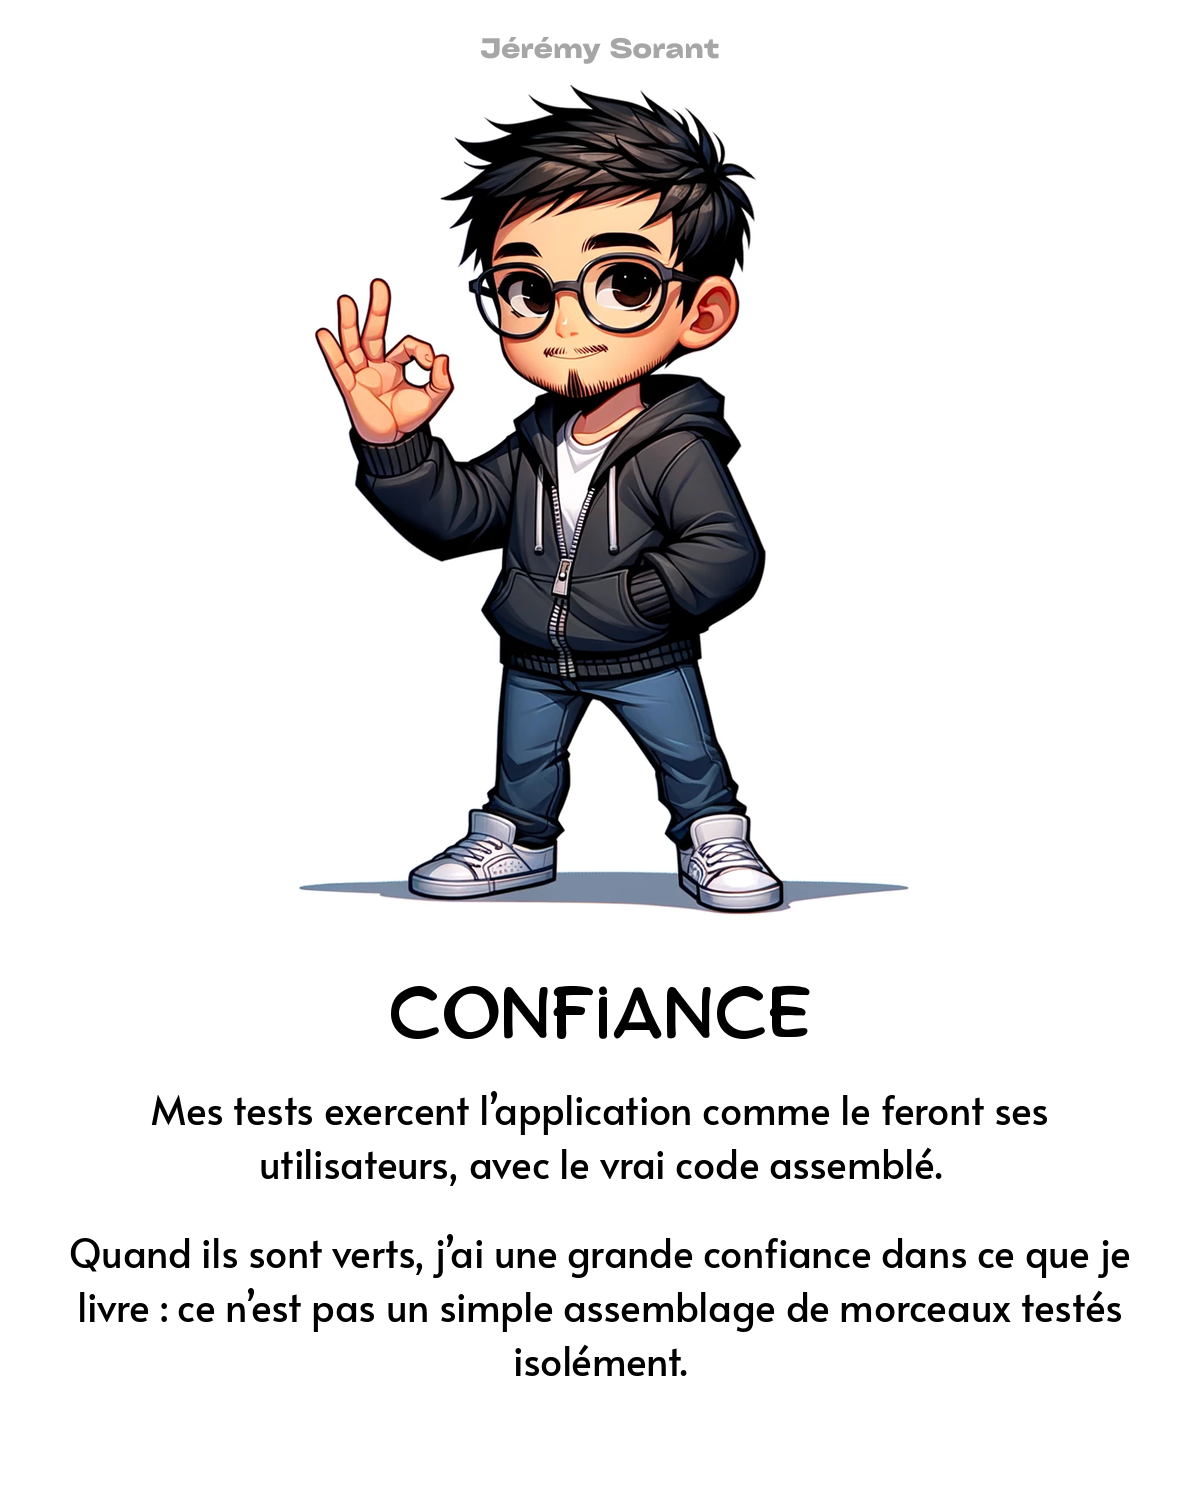 Jérémy Sorant
CONFiANCE
Mes tests exercent l’application comme le feront ses
utilisateurs, avec le vrai code assemblé.
Quand ils sont verts, j’ai une grande confiance dans ce que je
livre : ce n’est pas un simple assemblage de morceaux testés
isolément.